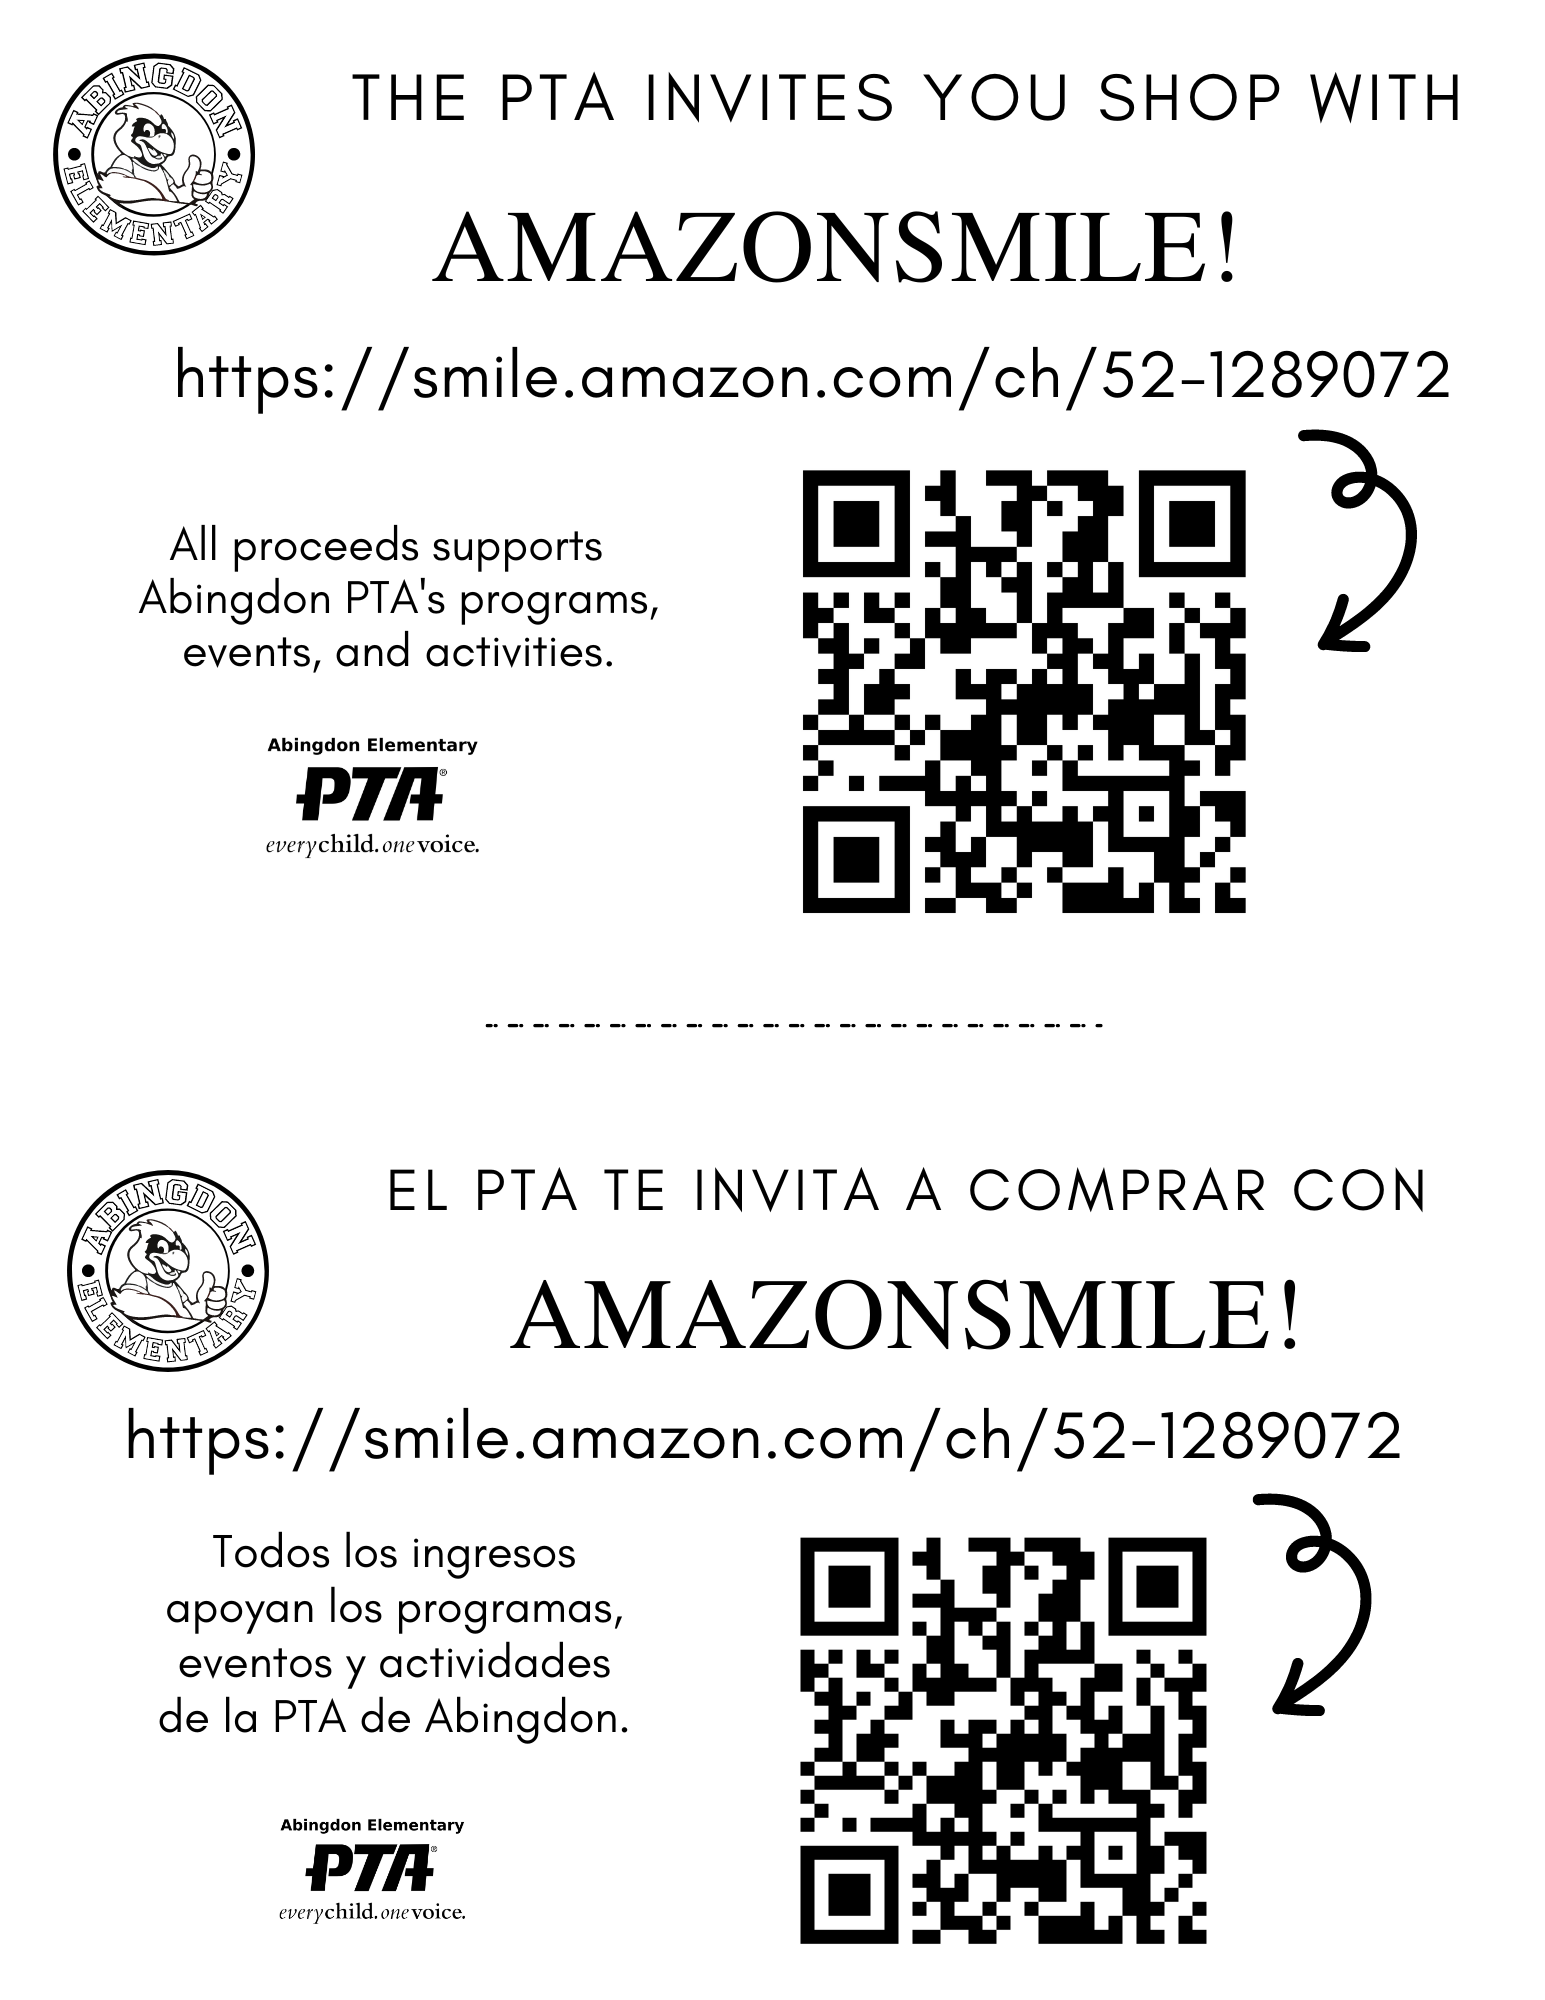 ABINGDON
ELEMENTARY
THE PTA INVITES YOU SHOP WITH
AMAZONSMILE!
https://smile.amazon.com/ch/52-1289072
All proceeds supports
Abingdon PTA's programs,
events, and activities.
Abingdon Elementary
PTA®
everychild.onevoice.
EL PTA TE INVITA A COMPRAR CON
ABINGDON
ELEMENTARY
AMAZONSMILE!
https://smile.amazon.com/ch/52-1289072
Todos los ingresos
apoyan los programas,
eventos y actividades
de la PTA de Abingdon.
Abingdon Elementary
PTA®
everychild.onevoice.